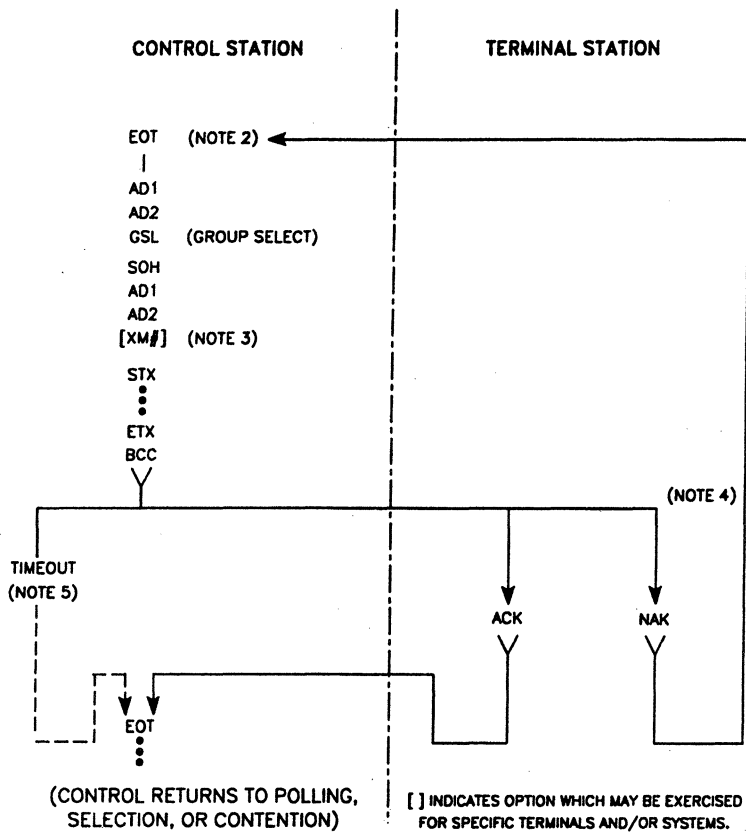 CONTROL STATION
TERMINAL STATION
EOT (NOTE 2)
AD1
AD2
GSL (GROUP SELECT)
SOH
AD1
AD2
[XM#] (NOTE 3)
STX
ETX
BCC
(NOTE 4)
TIMEOUT
(NOTE 5)
ACK
NAK
EOT
(CONTROL RETURNS TO POLLING,
SELECTION, OR CONTENTION)
[ ] INDICATES OPTION WHICH MAY BE EXERCISED
FOR SPECIFIC TERMINALS AND/OR SYSTEMS.